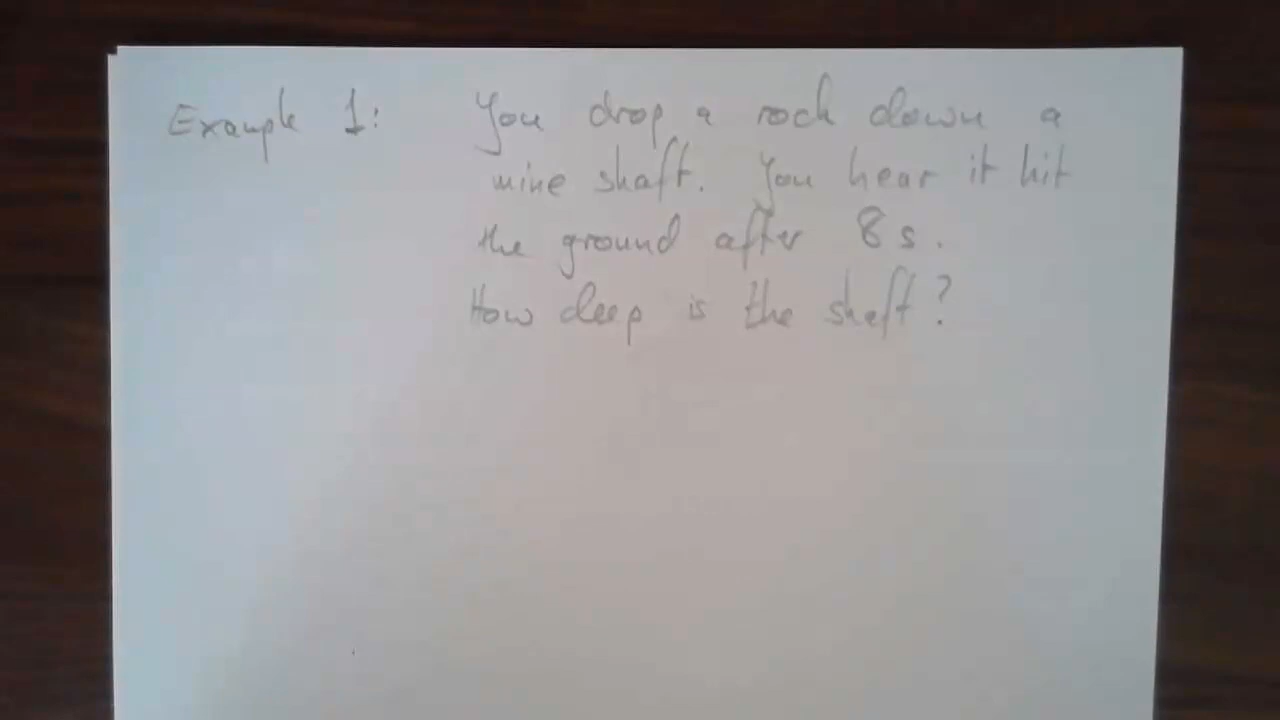 Example 1: You drop a rock down a
mine shaft. You hear it hit
the ground after 8 s.
How deep is the shaft?